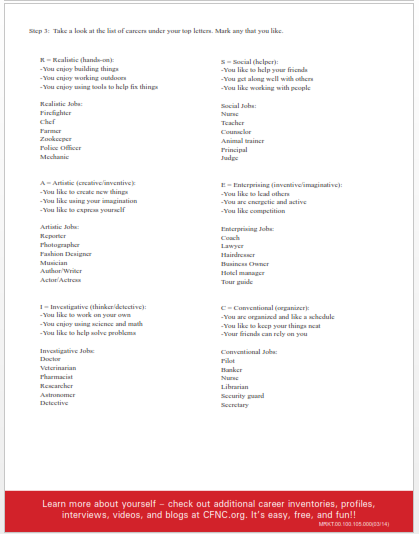 Step 3: Take a look at the list of careers under your top letters. Mark any that you like.
R = Realistic (hands-on):
-You enjoy building things
-You enjoy working outdoors
-You enjoy using tools to help fix things
Realistic Jobs:
Firefighter
Chef
Farmer
Zookeeper
Police Officer
Mechanic
S = Social (helper):
-You like to help your friends
-You get along well with others
-You like working with people
Social Jobs:
Nurse
Teacher
Counselor
Animal trainer
Principal
Judge
A = Artistic (creative/inventive):
-You like to create new things
-You like using your imagination
-You like to express yourself
Artistic Jobs:
Reporter
Photographer
Fashion Designer
Musician
Author/Writer
Actor/Actress
E = Enterprising (inventive/imaginative):
-You like to lead others
-You are energetic and active
-You like competition
Enterprising Jobs:
Coach
Lawyer
Hairdresser
Business Owner
Hotel manager
Tour guide
I = Investigative (thinker/detective):
-You like to work on your own
-You enjoy using science and math
-You like to help solve problems
Investigative Jobs:
Doctor
Veterinarian
Pharmacist
Researcher
Astronomer
Detective
C = Conventional (organizer):
-You are organized and like a schedule
-You like to keep your things neat
-Your friends can rely on you
Conventional Jobs:
Pilot
Banker
Nurse
Librarian
Security guard
Secretary
Learn more about yourself – check out additional career inventories, profiles,
interviews, videos, and blogs at CFNC.org. It's easy, free, and fun!!
MRKT.00.100.105.000(03/14)